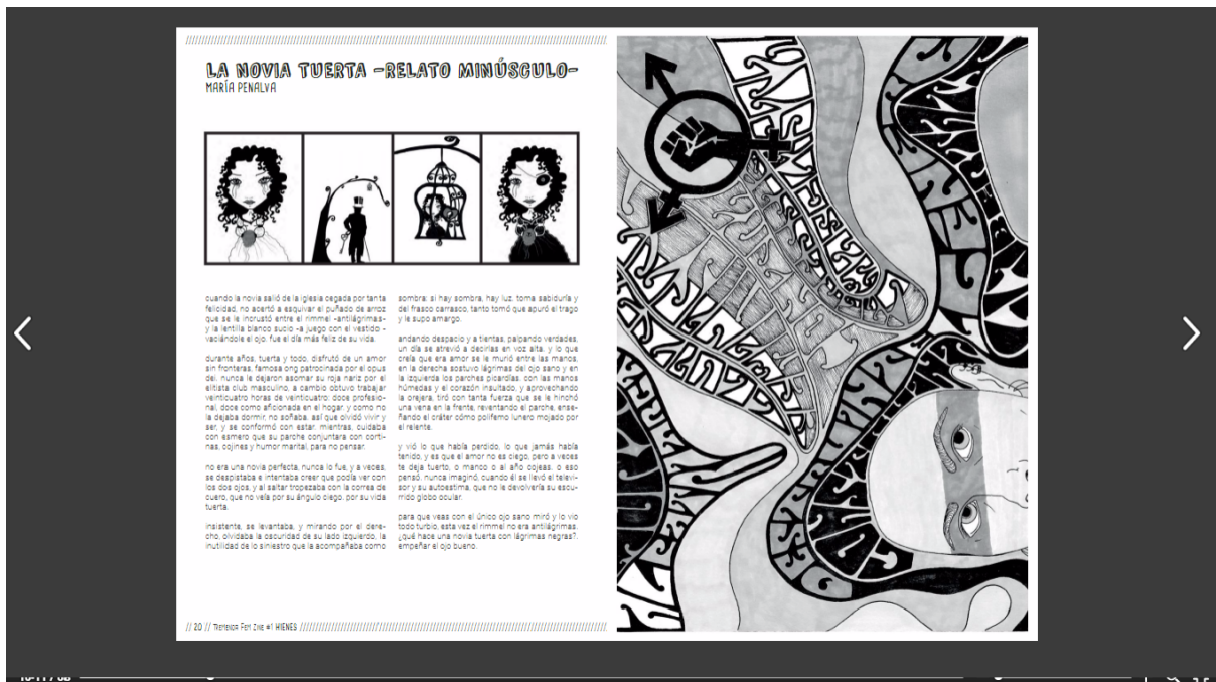 LA NOVIA TUERTA -RELATO MINÚSCULO-
MARÍA PENALVA
cuando la novia salió de la iglesia cegada por tanta
felicidad, no acertó a esquivar el puñado de arroz
que se le incrustó entre el rimmel -antilágrimas-
y la lentilla blanco sucio -a juego con el vestido -
vaciándole el ojo. fue el día más feliz de su vida.
durante años, tuerta y todo, disfrutó de un amor
sin fronteras, famosa ong patrocinada por el opus
dei. nunca le dejaron asomar su roja nariz por el
elitista club masculino, a cambio obtuvo trabajar
veinticuatro horas de veinticuatro: doce profesio-
nal, doce como aficionada en el hogar. y como no
la dejaba dormir, no soñaba. así que olvidó vivir y
ser, y se conformó con estar. mientras, cuidaba
con esmero que su parche conjuntara con corti-
nas, cojines y humor marital. para no pensar.
no era una novia perfecta, nunca lo fue, y a veces,
se despistaba e intentaba creer que podía ver con
los dos ojos, y al saltar tropezaba con la correa de
cuero, que no veía por su ángulo ciego, por su vida
tuerta.
insistente, se levantaba, y mirando por el dere-
cho, olvidaba la oscuridad de su lado izquierdo, la
inutilidad de lo siniestro que la acompañaba como
sombra: si hay sombra, hay luz. toma sabiduría y
del frasco carrasco, tanto tomó que apuró el trago
y le supo amargo.
andando despacio y a tientas, palpando verdades,
un día se atrevió a decirlas en voz alta. y lo que
creía que era amor se le murió entre las manos,
en la derecha sostuvo lágrimas del ojo sano y en
la izquierda los parches picardías. con las manos
húmedas y el corazón insultado, y aprovechando
la orejera, tiró con tanta fuerza que se le hinchó
una vena en la frente, reventando el parche, ense-
ñando el cráter cómo polifemo lunero mojado por
el relente.
y vió lo que había perdido, lo que jamás había
tenido, y es que el amor no es ciego, pero a veces
te deja tuerto, o manco o al año cojeas. o eso
pensó. nunca imaginó, cuando él se llevó el televi-
sor y su autoestima, que no le devolvería su escu-
rrido globo ocular.
para que veas con el único ojo sano miró y lo vio
todo turbio, esta vez el rimmel no era antilágrimas.
¿qué hace una novia tuerta con lágrimas negras?.
empeñar el ojo bueno.
// 20 // Tremenda Fem Zine #1 HIENES